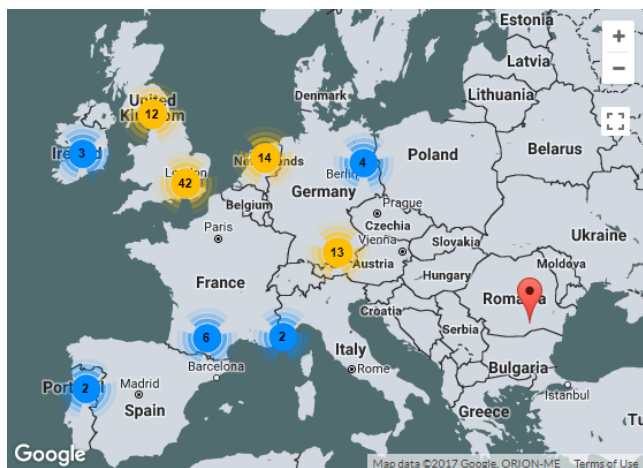 Estonia
Latvia
Lithuania
Denmark
United
Kingdom
12
3
Ireland
London
42
14
Netherlands
4
Berlin
Poland
Belarus
Germany
Belgium
Prague
Czechia
Paris
Vienna
Slovakia
Ukraine
13
Austria
Hungary
Moldova
France
Romania
Croatia
Serbia
6
2
Italy
Bulgaria
Barcelona
Rome
Istanbul
Portugal
2
Madrid
Spain
Greece
Tu
+
−
Google
Map data ©2017 Google, ORION-ME
Terms of Use